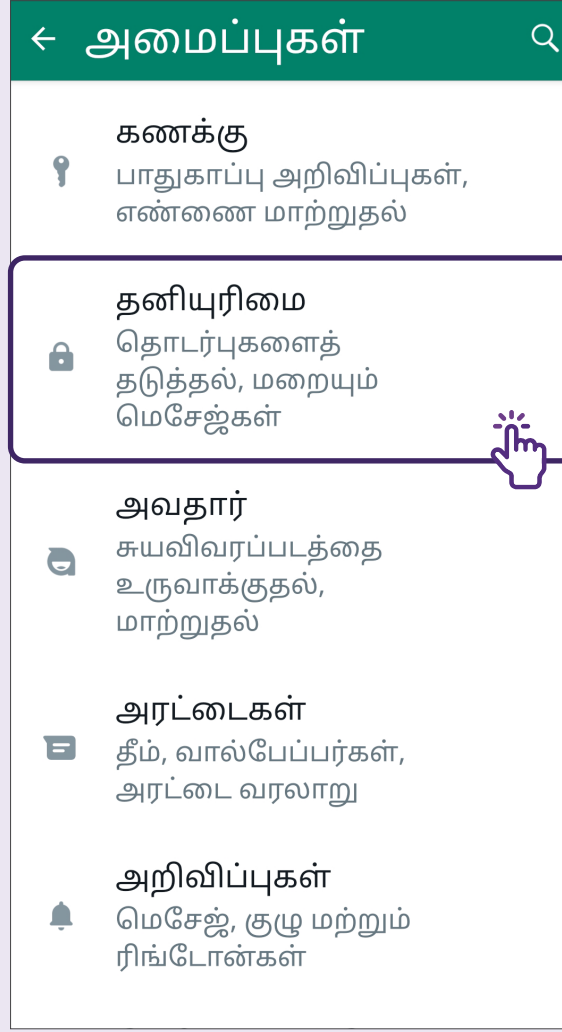 அமைப்புகள்
கணக்கு
பாதுகாப்பு அறிவிப்புகள்,
எண்ணை மாற்றுதல்
தனியுரிமை
தொடர்புகளைத்
தடுத்தல், மறையும்
மெசேஜ்கள்
அவதார்
சுயவிவரப்படத்தை
உருவாக்குதல்,
மாற்றுதல்
அரட்டைகள்
தீம், வால்பேப்பர்கள்,
அரட்டை வரலாறு
அறிவிப்புகள்
மெசேஜ், குழு மற்றும்
ரிங்டோன்கள்